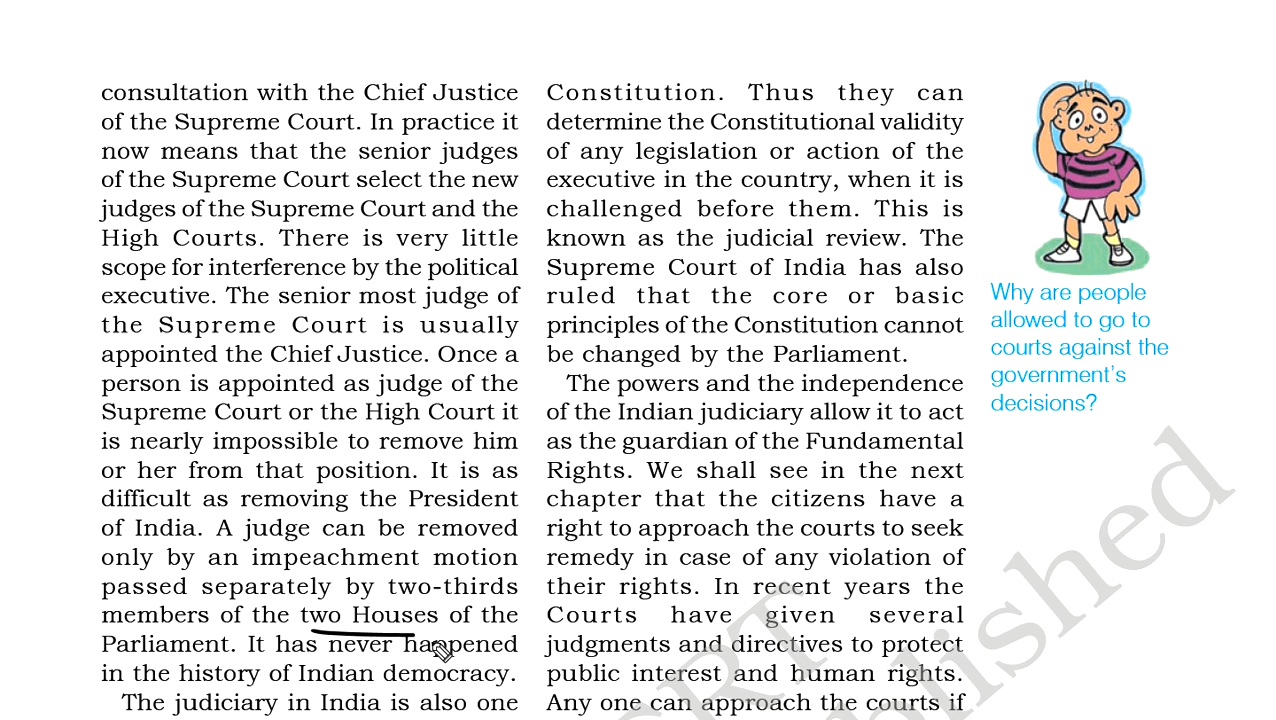 consultation with the Chief Justice
of the Supreme Court. In practice it
now means that the senior judges
of the Supreme Court select the new
judges of the Supreme Court and the
High Courts. There is very little
scope for interference by the political
executive. The senior most judge of
the Supreme Court is usually
appointed the Chief Justice. Once a
person is appointed as judge of the
Supreme Court or the High Court it
is nearly impossible to remove him
or her from that position. It is as
difficult as removing the President
of India. A judge can be removed
only by an impeachment motion
passed separately by two-thirds
members of the two Houses of the
Parliament. It has never happened
in the history of Indian democracy.
The judiciary in India is also one
Constitution. Thus they can
determine the Constitutional validity
of any legislation or action of the
executive in the country, when it is
challenged before them. This is
known as the judicial review. The
Supreme Court of India has also
ruled that the core or basic
principles of the Constitution cannot
be changed by the Parliament.
The powers and the independence
of the Indian judiciary allow it to act
as the guardian of the Fundamental
Rights. We shall see in the next
chapter that the citizens have a
right to approach the courts to seek
remedy in case of any violation of
their rights. In recent years the
Courts have given several
judgments and directives to protect
public interest and human rights.
Any one can approach the courts if
Why are people
allowed to go to
courts against the
government's
decisions?